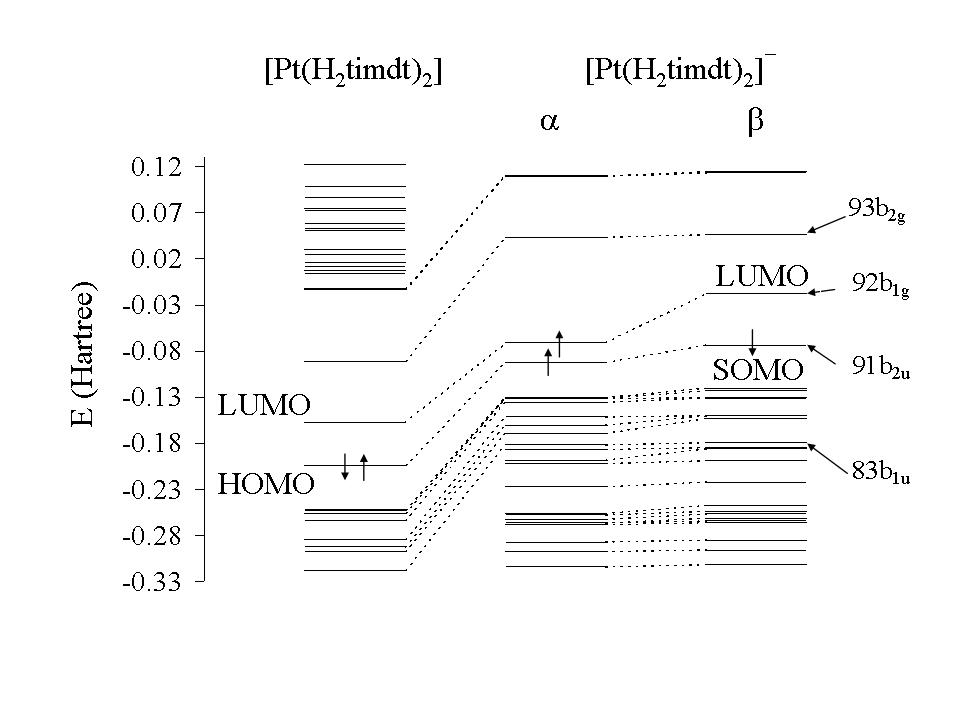 [Pt(H₂timdt)₂] [Pt(H₂timdt)₂]⁻
α β
E (Hartree)
0.12
0.07
0.02
-0.03
-0.08
-0.13
-0.18
-0.23
-0.28
-0.33
LUMO
HOMO
LUMO
SOMO
93b₂g
92b₁g
91b₂u
83b₁u